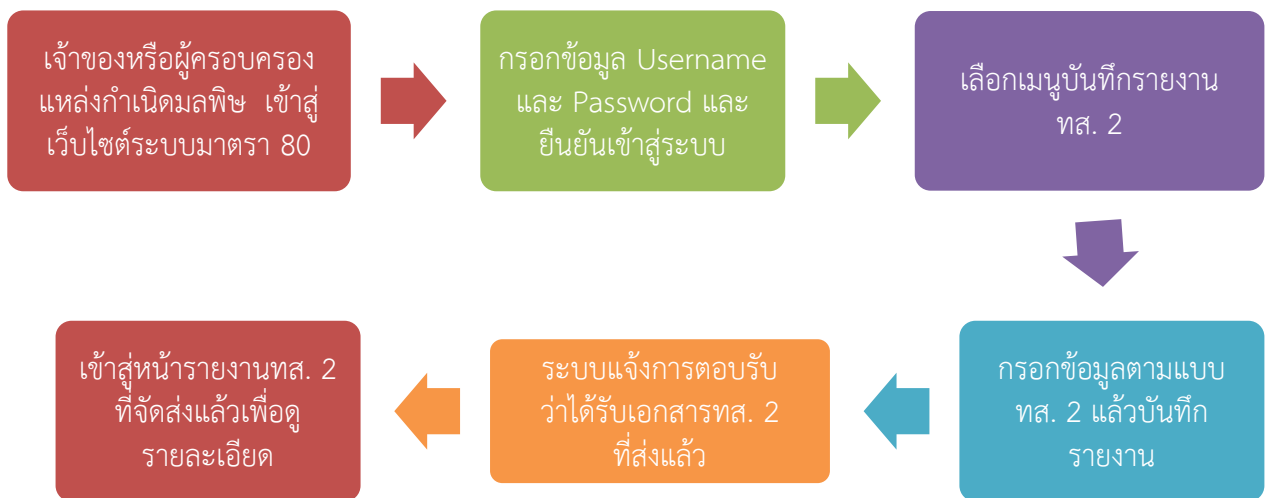 เจ้าของหรือผู้ครอบครอง
แหล่งกำเนิดมลพิษ เข้าสู่
เว็บไซต์ระบบมาตรา 80
กรอกข้อมูล Username
และ Password และ
ยืนยันเข้าสู่ระบบ
เลือกเมนูบันทึกรายงาน
ทส. 2
กรอกข้อมูลตามแบบ
ทส. 2 แล้วบันทึก
รายงาน
ระบบแจ้งการตอบรับ
ว่าได้รับเอกสารทส. 2
ที่ส่งแล้ว
เข้าสู่หน้ารายงานทส. 2
ที่จัดส่งแล้วเพื่อดู
รายละเอียด